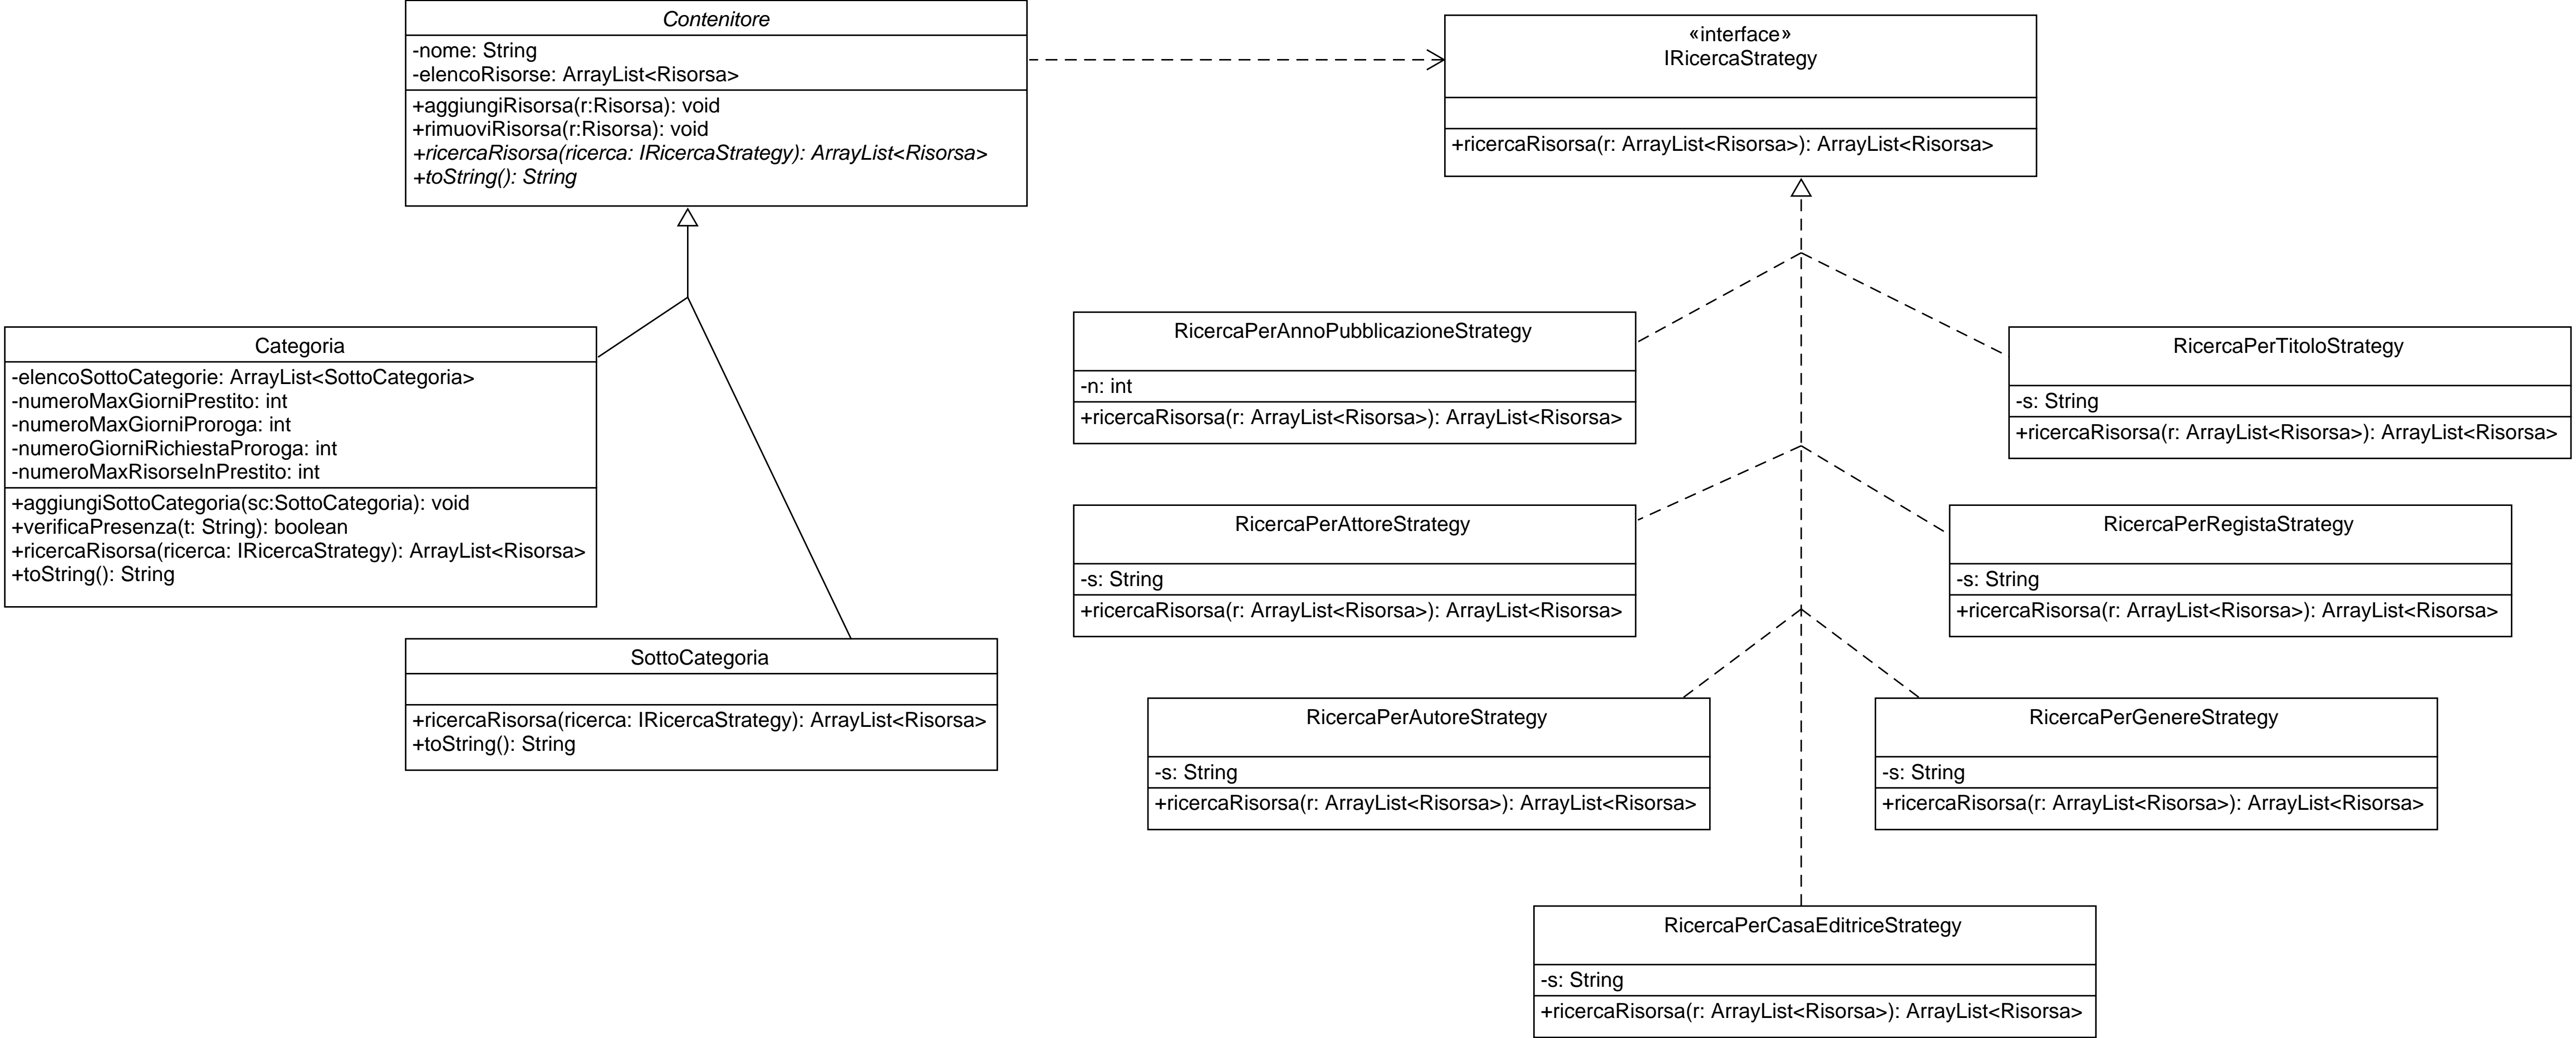 Contenitore
-nome: String
-elencoRisorse: ArrayList<Risorsa>
+aggiungiRisorsa(r:Risorsa): void
+rimuoviRisorsa(r:Risorsa): void
+ricercaRisorsa(ricerca: IRicercaStrategy): ArrayList<Risorsa>
+toString(): String
«interface»
IRicercaStrategy
+ricercaRisorsa(r: ArrayList<Risorsa>): ArrayList<Risorsa>
Categoria
-elencoSottoCategorie: ArrayList<SottoCategoria>
-numeroMaxGiorniPrestito: int
-numeroMaxGiorniProroga: int
-numeroGiorniRichiestaProroga: int
-numeroMaxRisorseInPrestito: int
+aggiungiSottoCategoria(sc:SottoCategoria): void
+verificaPresenza(t: String): boolean
+ricercaRisorsa(ricerca: IRicercaStrategy): ArrayList<Risorsa>
+toString(): String
SottoCategoria
+ricercaRisorsa(ricerca: IRicercaStrategy): ArrayList<Risorsa>
+toString(): String
RicercaPerAnnoPubblicazioneStrategy
-n: int
+ricercaRisorsa(r: ArrayList<Risorsa>): ArrayList<Risorsa>
RicercaPerTitoloStrategy
-s: String
+ricercaRisorsa(r: ArrayList<Risorsa>): ArrayList<Risorsa>
RicercaPerAttoreStrategy
-s: String
+ricercaRisorsa(r: ArrayList<Risorsa>): ArrayList<Risorsa>
RicercaPerRegistaStrategy
-s: String
+ricercaRisorsa(r: ArrayList<Risorsa>): ArrayList<Risorsa>
RicercaPerAutoreStrategy
-s: String
+ricercaRisorsa(r: ArrayList<Risorsa>): ArrayList<Risorsa>
RicercaPerGenereStrategy
-s: String
+ricercaRisorsa(r: ArrayList<Risorsa>): ArrayList<Risorsa>
RicercaPerCasaEditriceStrategy
-s: String
+ricercaRisorsa(r: ArrayList<Risorsa>): ArrayList<Risorsa>